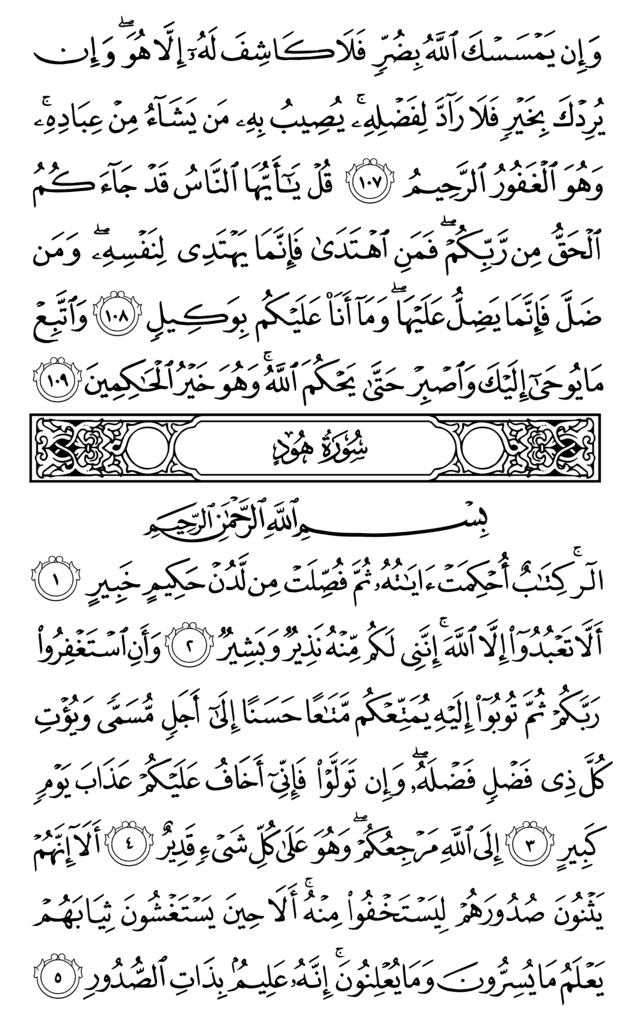 وَإِن يَمْسَسْكَ ٱللَّهُ بِضُرٍّ فَلَا كَاشِفَ لَهُۥٓ إِلَّا هُوَ ۖ وَإِن
يُرِدْكَ بِخَيْرٍ فَلَا رَآدَّ لِفَضْلِهِۦ ۚ يُصِيبُ بِهِۦ مَن يَشَآءُ مِنْ عِبَادِهِۦ ۚ
وَهُوَ ٱلْغَفُورُ ٱلرَّحِيمُ ١٠٧ قُلْ يَـٰٓأَيُّهَا ٱلنَّاسُ قَدْ جَآءَكُمُ
ٱلْحَقُّ مِن رَّبِّكُمْ ۖ فَمَنِ ٱهْتَدَىٰ فَإِنَّمَا يَهْتَدِى لِنَفْسِهِۦ ۖ وَمَن
ضَلَّ فَإِنَّمَا يَضِلُّ عَلَيْهَا ۖ وَمَآ أَنَا۠ عَلَيْكُم بِوَكِيلٍ ١٠٨ وَٱتَّبِعْ
مَا يُوحَىٰٓ إِلَيْكَ وَٱصْبِرْ حَتَّىٰ يَحْكُمَ ٱللَّهُ ۚ وَهُوَ خَيْرُ ٱلْحَـٰكِمِينَ ١٠٩
سُورَةُ هُودٍ
بِسْمِ ٱللَّهِ ٱلرَّحْمَـٰنِ ٱلرَّحِيمِ
الٓر ۚ كِتَـٰبٌ أُحْكِمَتْ ءَايَـٰتُهُۥ ثُمَّ فُصِّلَتْ مِن لَّدُنْ حَكِيمٍ خَبِيرٍ ١
أَلَّا تَعْبُدُوٓا۟ إِلَّا ٱللَّهَ ۚ إِنَّنِى لَكُم مِّنْهُ نَذِيرٌ وَبَشِيرٌ ٢ وَأَنِ ٱسْتَغْفِرُوا۟
رَبَّكُمْ ثُمَّ تُوبُوٓا۟ إِلَيْهِ يُمَتِّعْكُم مَّتَـٰعًا حَسَنًا إِلَىٰٓ أَجَلٍ مُّسَمًّى وَيُؤْتِ
كُلَّ ذِى فَضْلٍ فَضْلَهُۥ ۖ وَإِن تَوَلَّوْا۟ فَإِنِّىٓ أَخَافُ عَلَيْكُمْ عَذَابَ يَوْمٍ
كَبِيرٍ ٣ إِلَى ٱللَّهِ مَرْجِعُكُمْ ۖ وَهُوَ عَلَىٰ كُلِّ شَىْءٍ قَدِيرٌ ٤ أَلَآ إِنَّهُمْ
يَثْنُونَ صُدُورَهُمْ لِيَسْتَخْفُوا۟ مِنْهُ ۚ أَلَا حِينَ يَسْتَغْشُونَ ثِيَابَهُمْ
يَعْلَمُ مَا يُسِرُّونَ وَمَا يُعْلِنُونَ ۚ إِنَّهُۥ عَلِيمٌۢ بِذَاتِ ٱلصُّدُورِ ٥